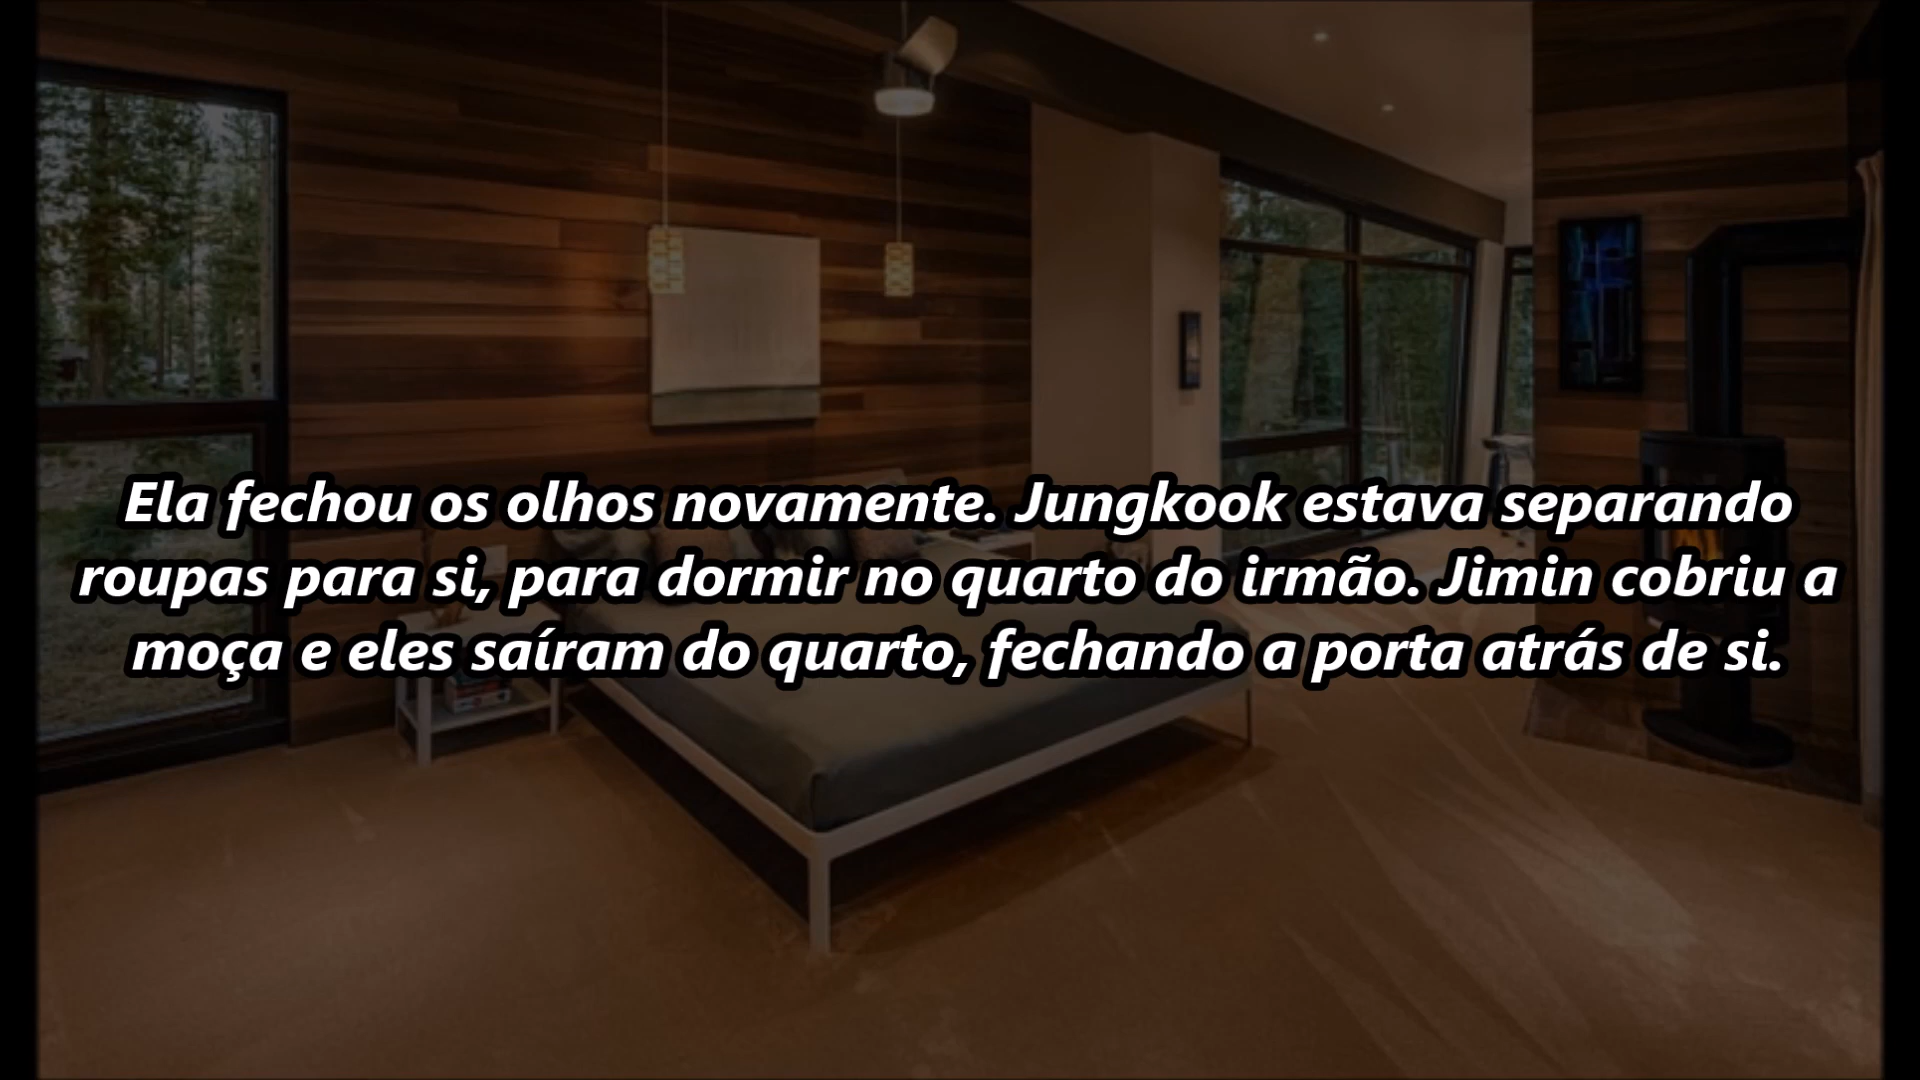 Ela fechou os olhos novamente. Jungkook estava separando
roupas para si, para dormir no quarto do irmão. Jimin cobriu a
moça e eles saíram do quarto, fechando a porta atrás de si.